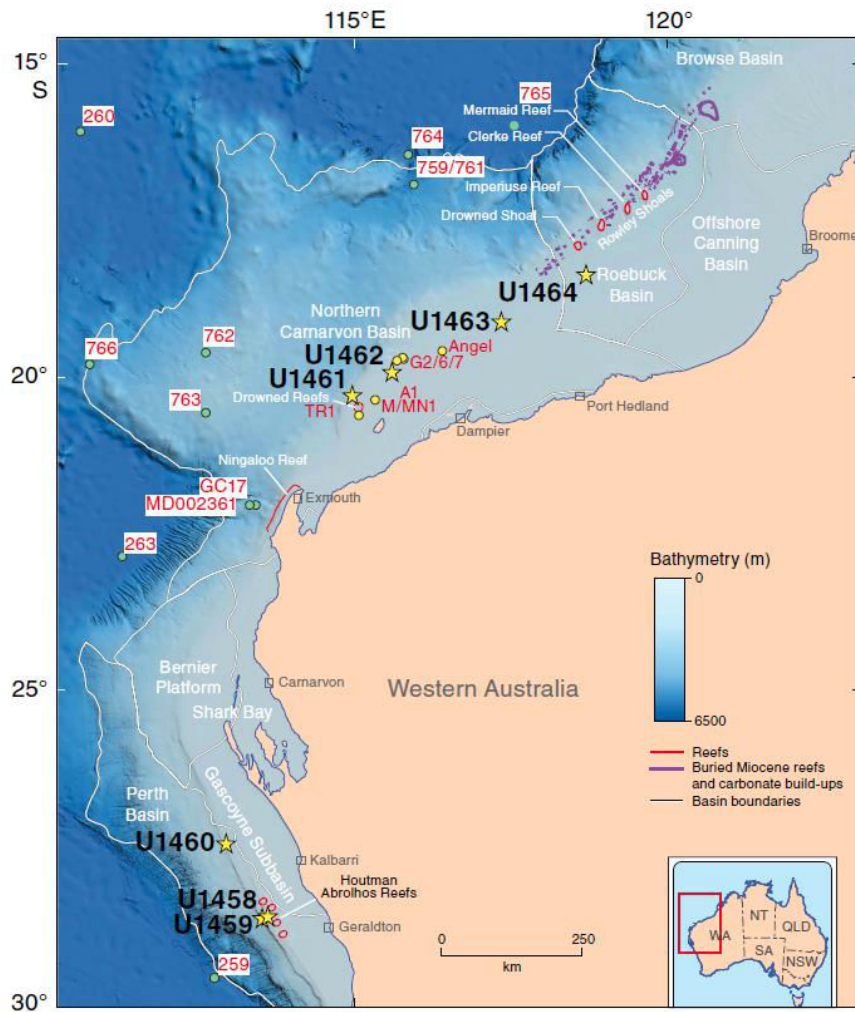 115°E
120°
15°
S
Browse Basin
765
Mermaid Reef
260
764
Clerke Reef
759/761
Imperiuse Reef
Drowned Shoal
Rowley Shoals
Offshore
Canning
Basin
Broome
Roebuck
Basin
U1464
Northern
Carnarvon Basin
U1463
762
Angel
766
U1462
G2/6/7
20°
U1461
A1
Drowned Reefs
M/MN1
763
TR1
Port Hedland
Dampier
Ningaloo Reef
GC17
MD002361
Exmouth
263
Bathymetry (m)
0
6500
Bernier
Platform
Carnarvon
Western Australia
25°
Shark Bay
Reefs
Buried Miocene reefs
and carbonate build-ups
Basin boundaries
Perth
Basin
Gascoyne Subbasin
U1460
Kalbarri
Houtman
Abrolhos Reefs
U1458
U1459
Geraldton
0
250
km
259
30°
NT
QLD
WA
SA
NSW